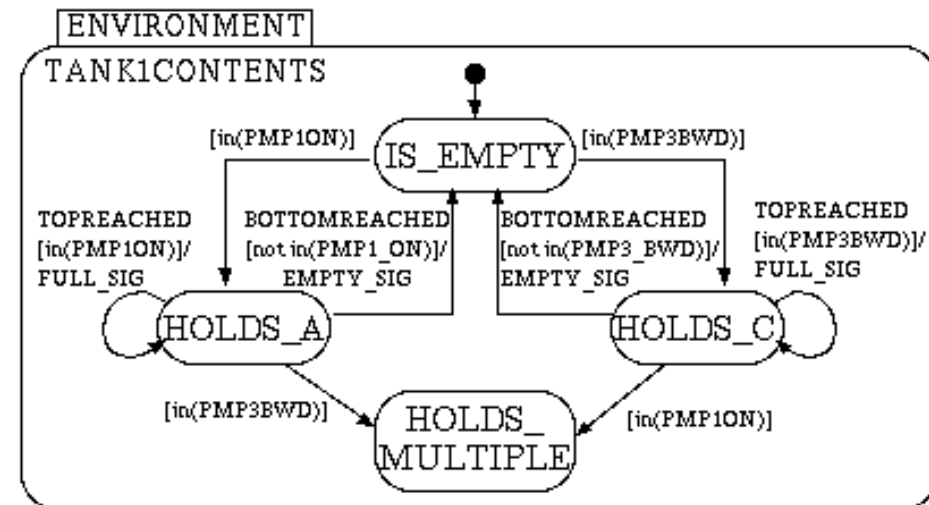 ENVIRONMENT
TANK1CONTENTS
[in(PMP1ON)]
IS_EMPTY
[in(PMP3BWD)]
TOPREACHED
[in(PMP1ON)]/
FULL_SIG
BOTTOMREACHED
[not in(PMP1_ON)]/
EMPTY_SIG
BOTTOMREACHED
[not in(PMP3_BWD)]/
EMPTY_SIG
TOPREACHED
[in(PMP3BWD)]/
FULL_SIG
HOLDS_A
HOLDS_C
[in(PMP3BWD)]
HOLDS_
MULTIPLE
[in(PMP1ON)]